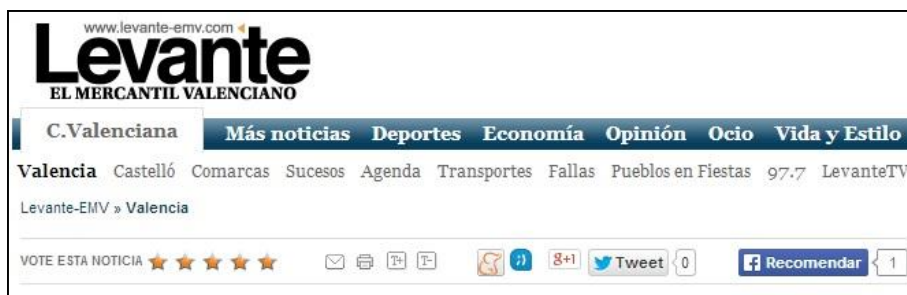 www.levante-emv.com
Levante
EL MERCANTIL VALENCIANO
C.Valenciana Más noticias Deportes Economía Opinión Ocio Vida y Estilo
Valencia Castelló Comarcas Sucesos Agenda Transportes Fallas Pueblos en Fiestas 97.7 LevanteTV
Levante-EMV » Valencia
VOTE ESTA NOTICIA T+ T- g+1 Tweet 0 Recomendar 1